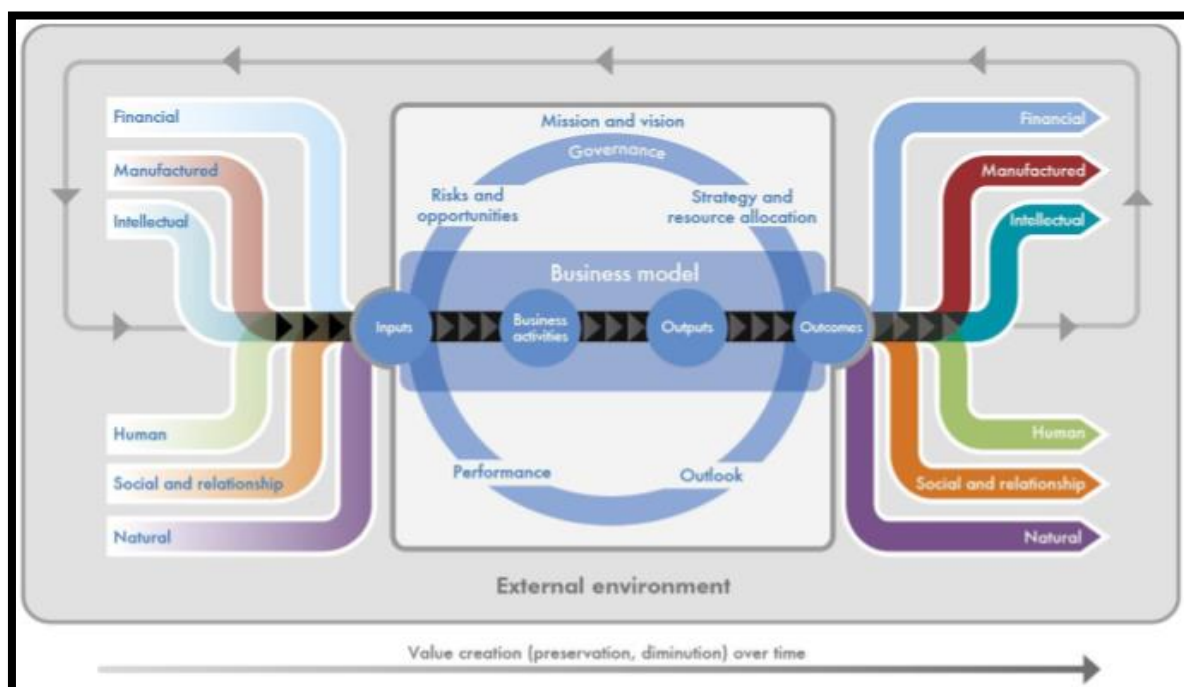 Financial
Manufactured
Intellectual
Human
Social and relationship
Natural
Mission and vision
Governance
Risks and
opportunities
Strategy and
resource allocation
Business model
Inputs
Business
activities
Outputs
Outcomes
Performance
Outlook
Financial
Manufactured
Intellectual
Human
Social and relationship
Natural
External environment
Value creation (preservation, diminution) over time